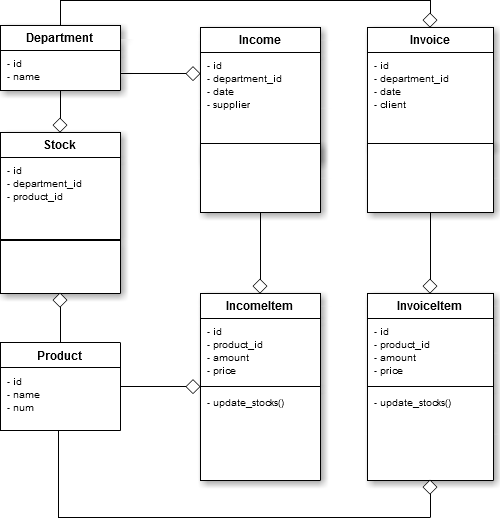 Department
- id
- name
Income
- id
- department_id
- date
- supplier
Invoice
- id
- department_id
- date
- client
Stock
- id
- department_id
- product_id
IncomeItem
- id
- product_id
- amount
- price
- update_stocks()
InvoiceItem
- id
- product_id
- amount
- price
- update_stocks()
Product
- id
- name
- num